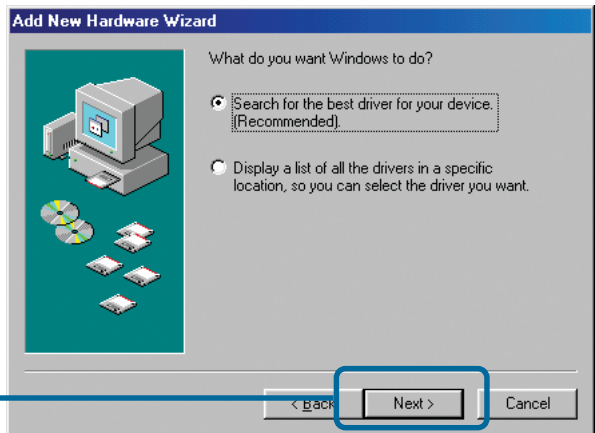 Add New Hardware Wizard
What do you want Windows to do?
Search for the best driver for your device.
(Recommended).
Display a list of all the drivers in a specific
location, so you can select the driver you want.
< Back
Next >
Cancel